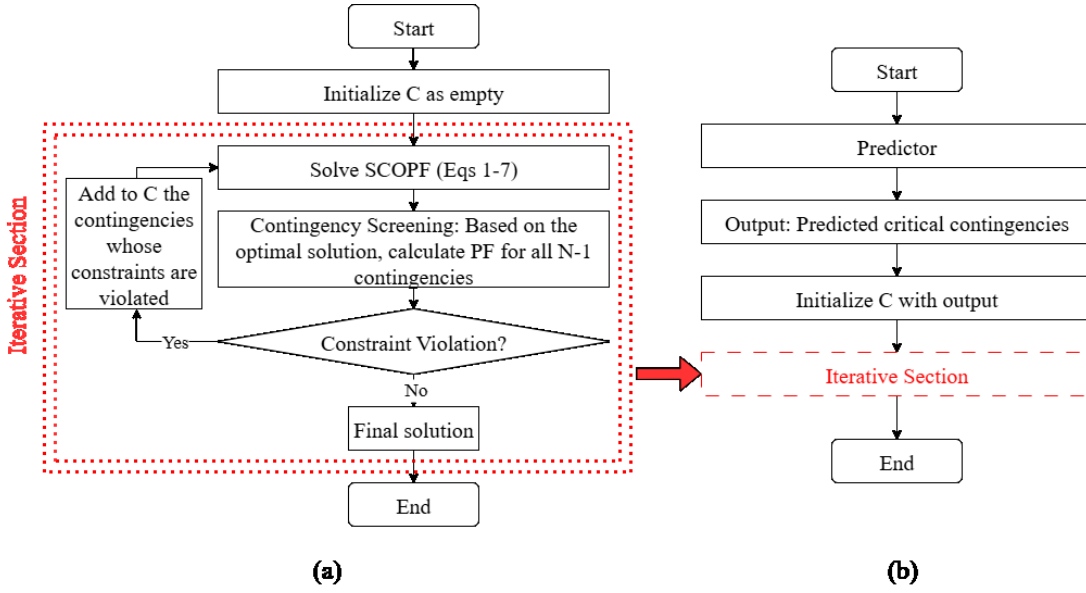 Start
Initialize C as empty
Iterative Section
Solve SCOPF (Eqs 1-7)
Add to C the
contingencies
whose
constraints are
violated
Contingency Screening: Based on the
optimal solution, calculate PF for all N-1
contingencies
Yes
Constraint Violation?
No
Final solution
End
(a)
Start
Predictor
Output: Predicted critical contingencies
Initialize C with output
Iterative Section
End
(b)